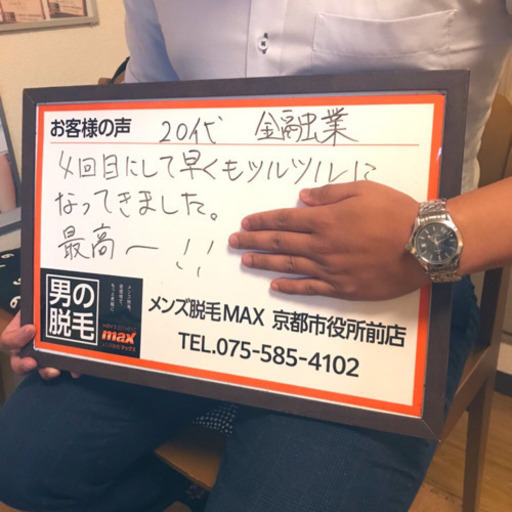 お客様の声 20代 金融業
4回目にして早くもツルツルに
なってきました。
最高～!!
男の
脱毛
max
メンズ脱毛MAX 京都市役所前店
TEL.075-585-4102